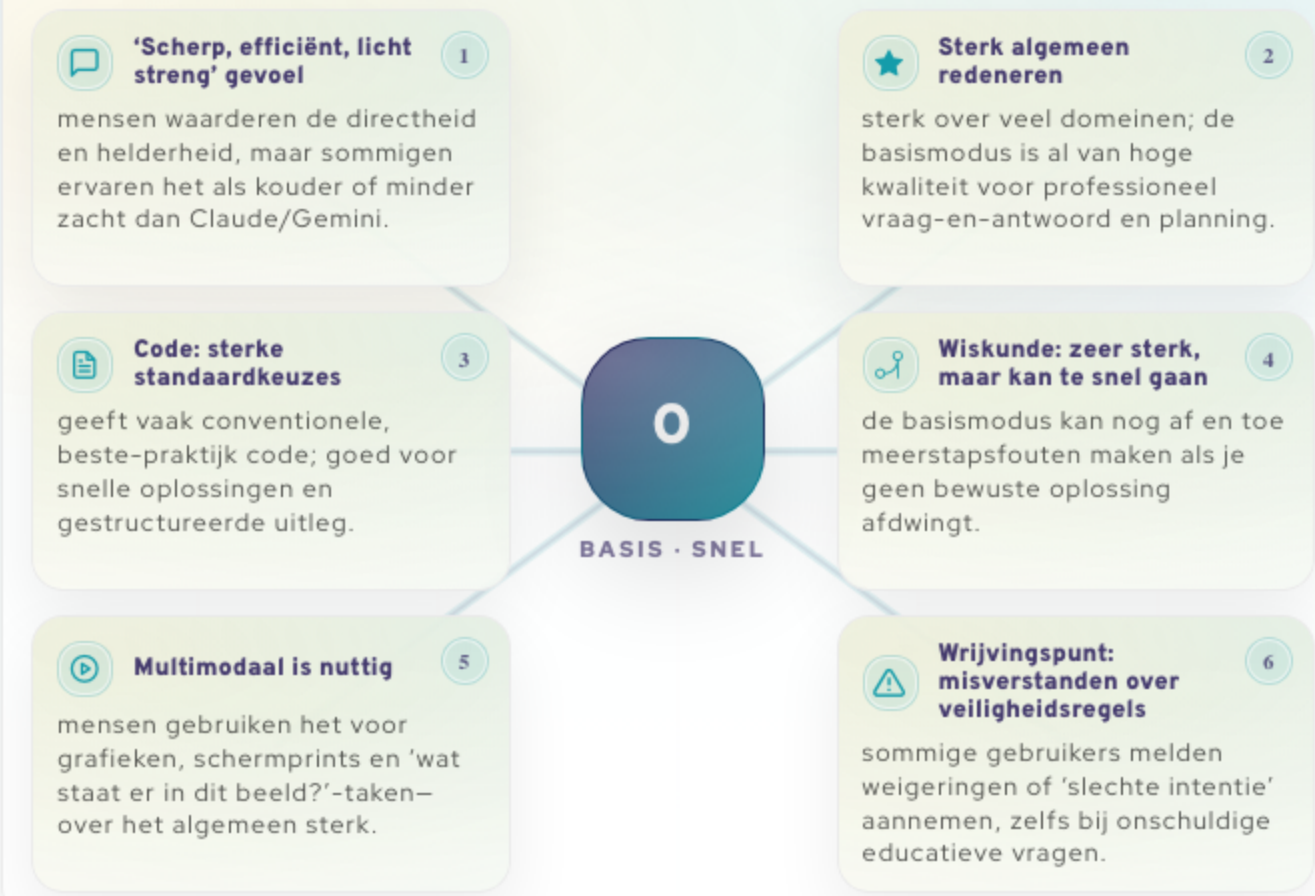 ‘Scherp, efficiënt, licht
streng’ gevoel
1
mensen waarderen de directheid
en helderheid, maar sommigen
ervaren het als kouder of minder
zacht dan Claude/Gemini.
Sterk algemeen
redeneren
2
sterk over veel domeinen; de
basismodus is al van hoge
kwaliteit voor professioneel
vraag-en-antwoord en planning.
Code: sterke
standaardkeuzes
3
geeft vaak conventionele,
beste-praktijk code; goed voor
snelle oplossingen en
gestructureerde uitleg.
O
BASIS · SNEL
Wiskunde: zeer sterk,
maar kan te snel gaan
4
de basismodus kan nog af en toe
meerstapsfouten maken als je
geen bewuste oplossing
afdwingt.
Multimodaal is nuttig
5
mensen gebruiken het voor
grafieken, schermprints en ‘wat
staat er in dit beeld?’-taken—
over het algemeen sterk.
Wrijvingspunt:
misverstanden over
veiligheidsregels
6
sommige gebruikers melden
weigeringen of ‘slechte intentie’
aannemen, zelfs bij onschuldige
educatieve vragen.